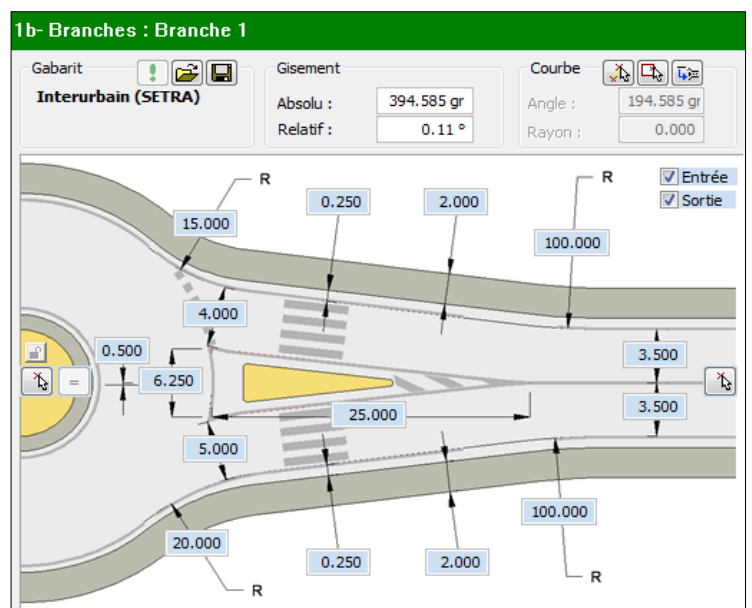 1b- Branches : Branche 1
Gabarit
Interurbain (SETRA)
Gisement
Absolu : 394.585 gr
Relatif : 0.11 °
Courbe
Angle : 194.585 gr
Rayon : 0.000
Entrée
Sortie
R
R
0.250
2.000
15.000
100.000
4.000
0.500
6.250
3.500
=
25.000
3.500
5.000
100.000
20.000
0.250
2.000
R
R